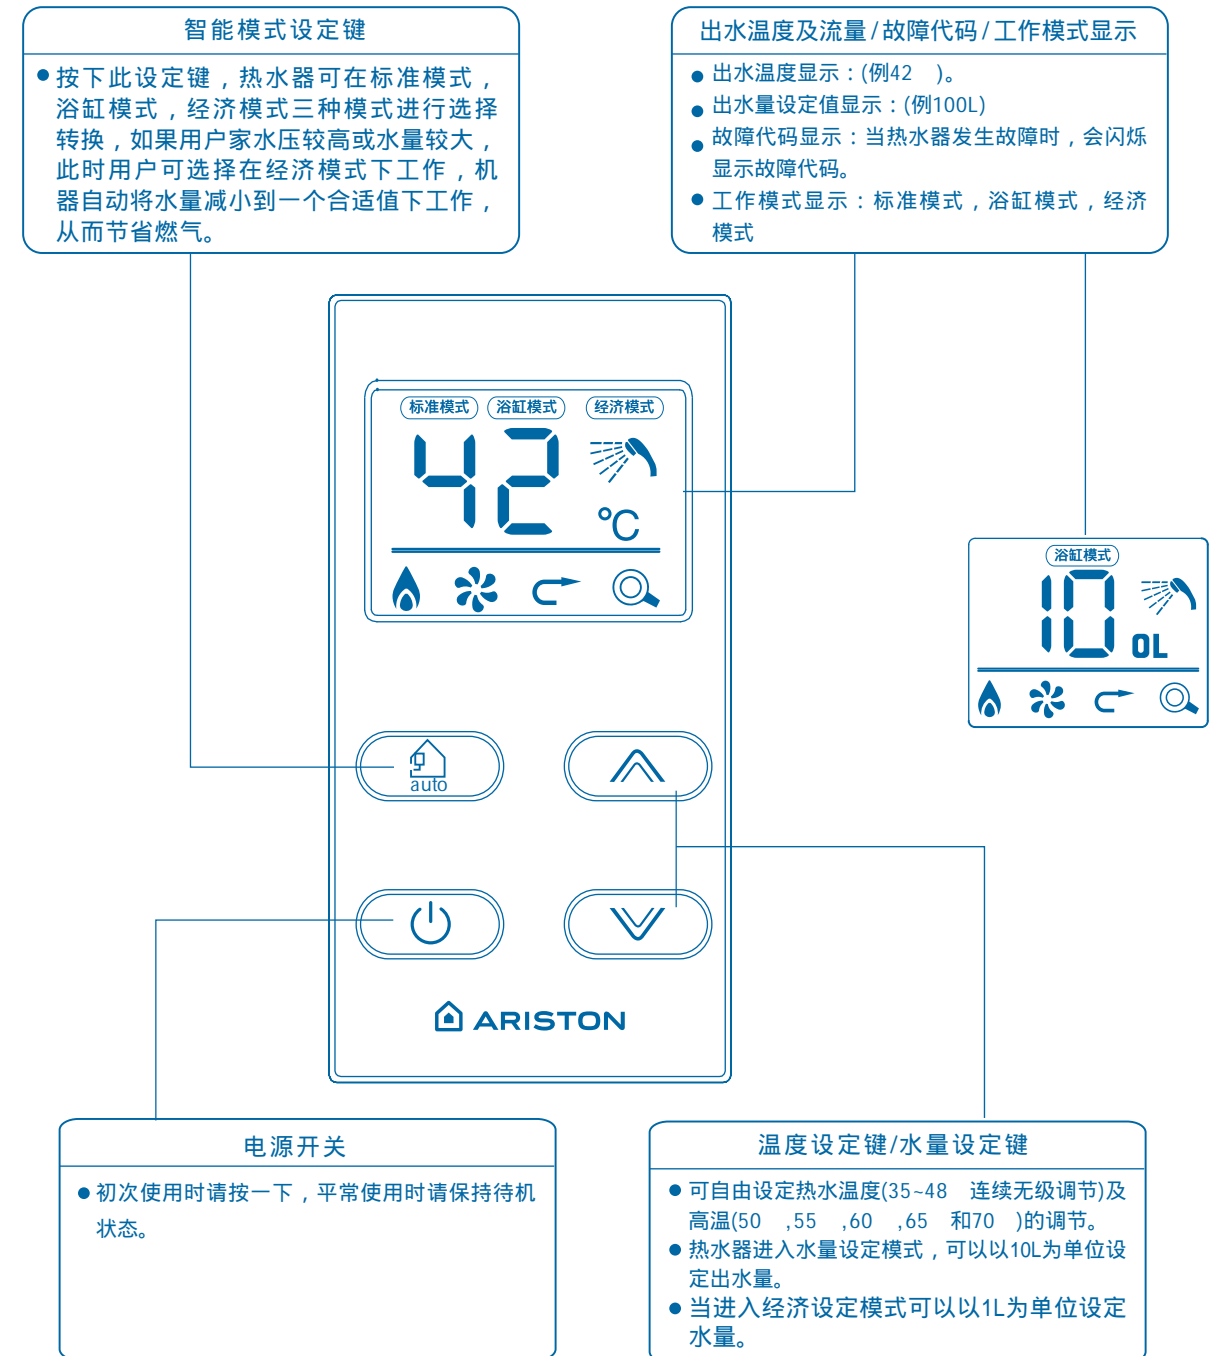 智能模式设定键
按下此设定键，热水器可在标准模式，
浴缸模式，经济模式三种模式进行选择
转换，如果用户家水压较高或水量较大，
此时用户可选择在经济模式下工作，机
器自动将水量减小到一个合适值下工作，
从而节省燃气。
出水温度及流量/故障代码/工作模式显示
出水温度显示：(例42 )。
出水量设定值显示：(例100L)
故障代码显示：当热水器发生故障时，会闪烁
显示故障代码。
工作模式显示：标准模式，浴缸模式，经济
模式
标准模式 浴缸模式 经济模式
42
℃
浴缸模式
10
0L
auto
ARISTON
电源开关
初次使用时请按一下，平常使用时请保持待机
状态。
温度设定键/水量设定键
可自由设定热水温度(35~48 连续无级调节)及
高温(50 ,55 ,60 ,65 和70 )的调节。
热水器进入水量设定模式，可以以10L为单位设
定出水量。
当进入经济设定模式可以以1L为单位设定
水量。